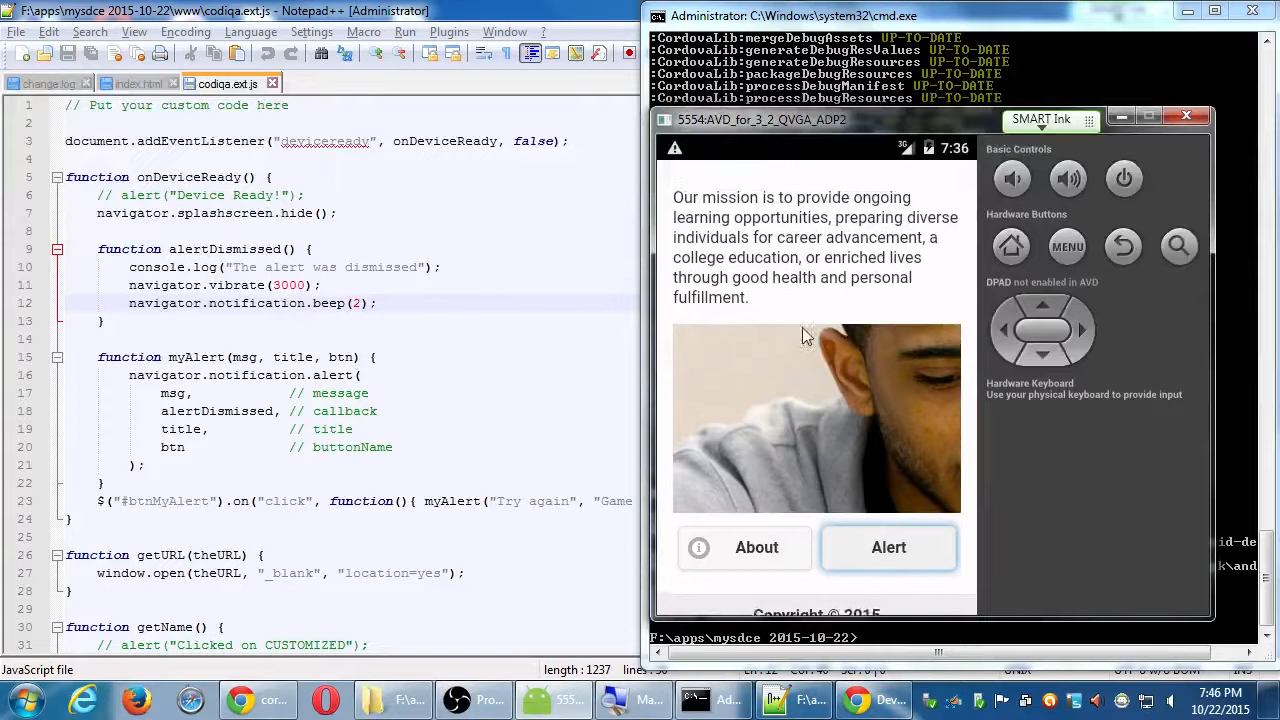 F:\apps\mysdce 2015-10-22\www\codiqa.ext.js - Notepad++ [Administrator]
File Edit Search View Encoding Language Settings Macro Run Plugins Window ?
change.log
index.html
codiqa.ext.js
1 // Put your custom code here
2
3 document.addEventListener("deviceready", onDeviceReady, false);
4
5 function onDeviceReady() {
6 // alert("Device Ready!");
7 navigator.splashscreen.hide();
8
9 function alertDismissed() {
10 console.log("The alert was dismissed");
11 navigator.vibrate(3000);
12 navigator.notification.beep(2);
13 }
14
15 function myAlert(msg, title, btn) {
16 navigator.notification.alert(
17 msg, // message
18 alertDismissed, // callback
19 title, // title
20 btn // buttonName
21 );
22 }
23 $("#btnMyAlert").on("click", function(){ myAlert("Try again", "Game
24 }
25
26 function getURL(theURL) {
27 window.open(theURL, "_blank", "location=yes");
28 }
29
30 function getName() {
31 // alert("Clicked on CUSTOMIZED");
JavaScript file length : 1237
Administrator: C:\Windows\system32\cmd.exe
:CordovaLib:mergeDebugAssets UP-TO-DATE
:CordovaLib:generateDebugResValues UP-TO-DATE
:CordovaLib:generateDebugResources UP-TO-DATE
:CordovaLib:packageDebugResources UP-TO-DATE
:CordovaLib:processDebugManifest UP-TO-DATE
:CordovaLib:processDebugResources UP-TO-DATE
5554:AVD_for_3_2_QVGA_ADP2
SMART Ink
3G 7:36
Our mission is to provide ongoing
learning opportunities, preparing diverse
individuals for career advancement, a
college education, or enriched lives
through good health and personal
fulfillment.
About
Alert
Copyright © 2015
Basic Controls
Hardware Buttons
MENU
DPAD not enabled in AVD
Hardware Keyboard
Use your physical keyboard to provide input
id-de
k\and
F:\apps\mysdce 2015-10-22>
cor...
F:\a...
Pro...
555...
Ma...
Ad...
F:\a...
Dev...
7:46 PM
10/22/2015